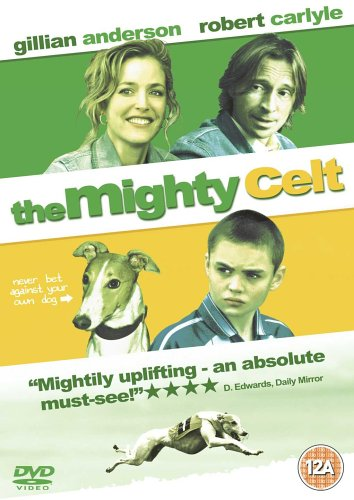 gillian anderson robert carlyle
the mighty Celt
never bet
against your
own dog →
“Mightily uplifting - an absolute
must-see!”★★★★ D. Edwards, Daily Mirror
DVD
VIDEO
12A